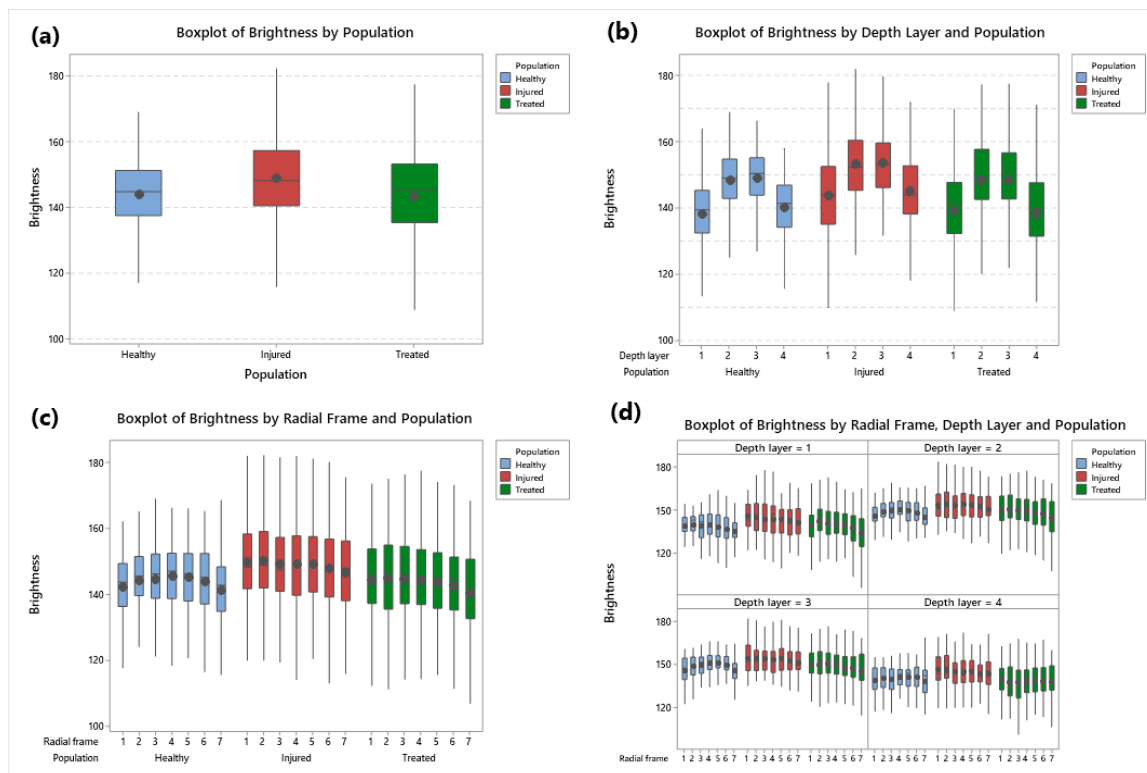 (a)
Boxplot of Brightness by Population
Population
Healthy
Injured
Treated
180
160
140
120
100
Brightness
Healthy Injured Treated
Population
(b)
Boxplot of Brightness by Depth Layer and Population
Population
Healthy
Injured
Treated
180
160
140
120
100
Brightness
Depth layer 1 2 3 4 1 2 3 4 1 2 3 4
Population Healthy Injured Treated
(c)
Boxplot of Brightness by Radial Frame and Population
Population
Healthy
Injured
Treated
180
160
140
120
100
Brightness
Radial frame 1 2 3 4 5 6 7 1 2 3 4 5 6 7 1 2 3 4 5 6 7
Population Healthy Injured Treated
(d)
Boxplot of Brightness by Radial Frame, Depth Layer and Population
Population
Healthy
Injured
Treated
Depth layer = 1 Depth layer = 2
180
150
120
Brightness
Depth layer = 3 Depth layer = 4
180
150
120
Radial frame 1 2 3 4 5 6 7 1 2 3 4 5 6 7 1 2 3 4 5 6 7 1 2 3 4 5 6 7 1 2 3 4 5 6 7 1 2 3 4 5 6 7